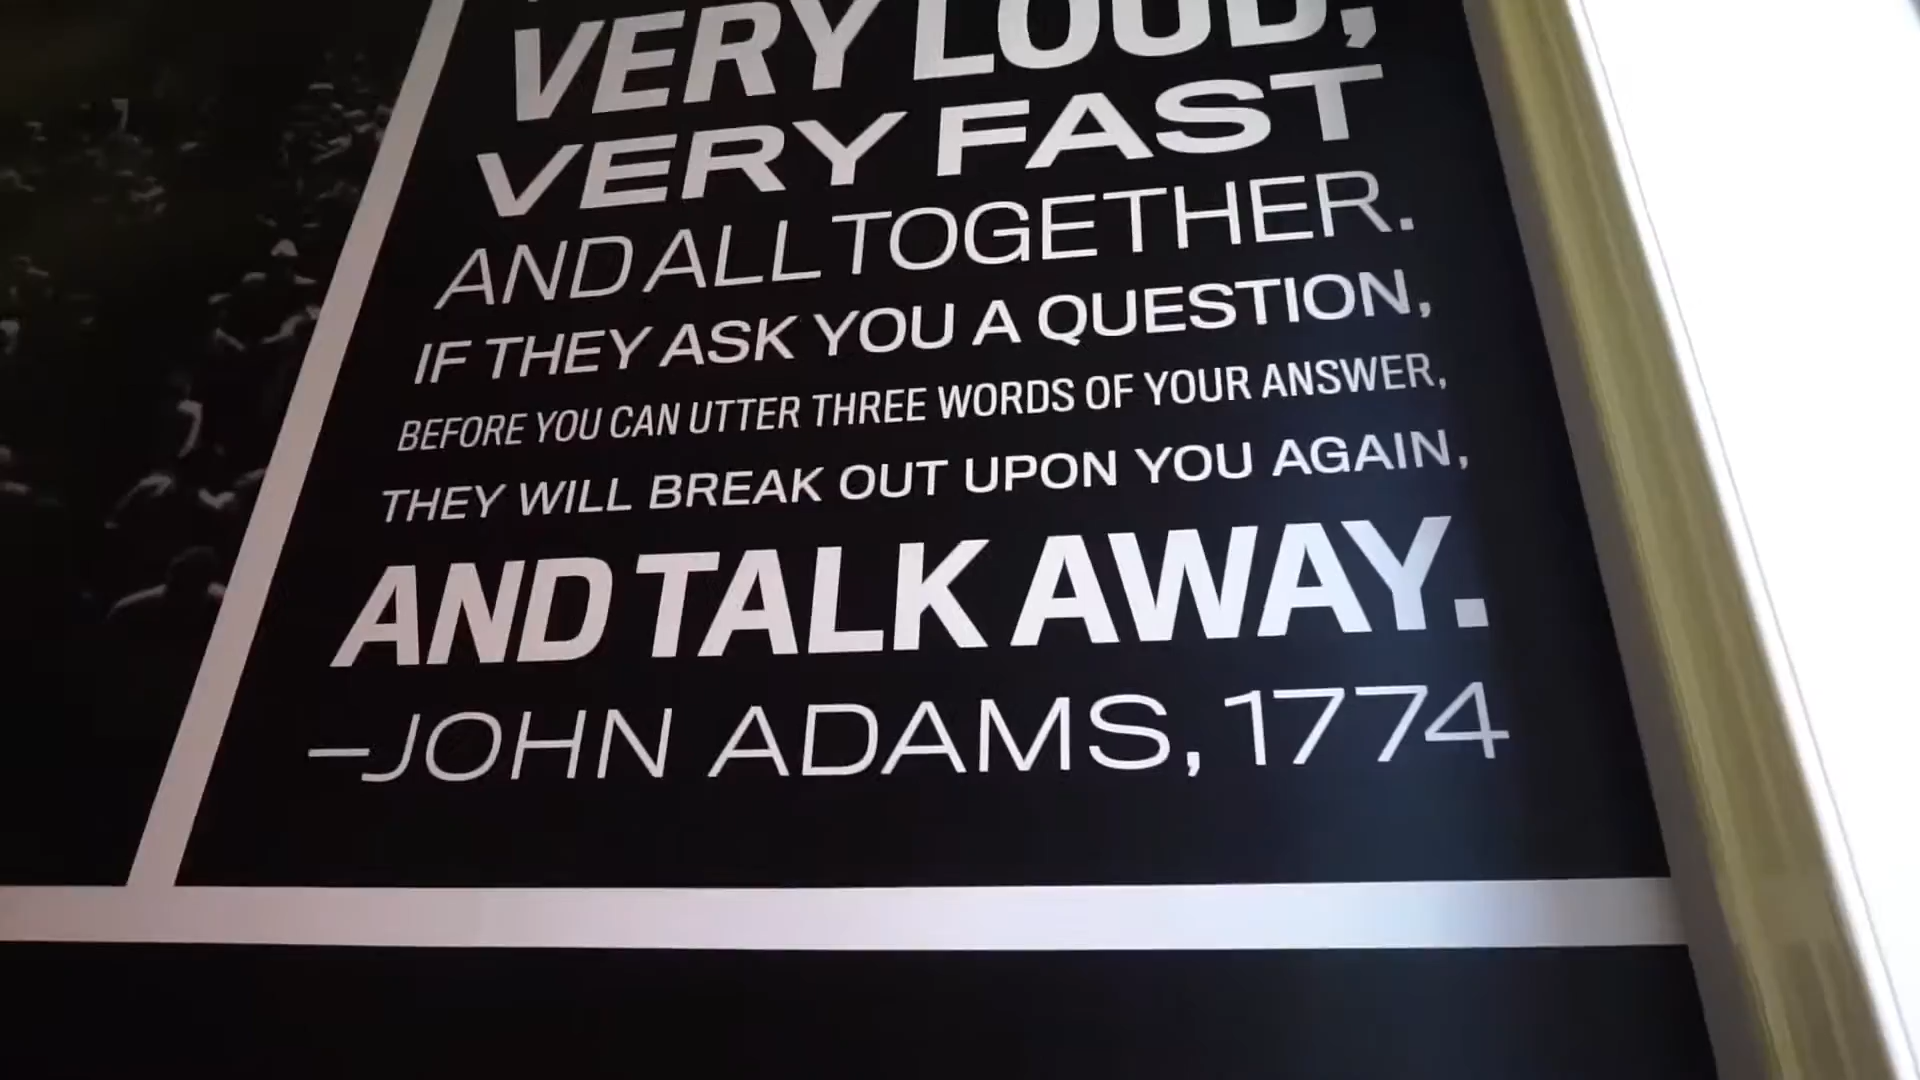 VERY LOUD,
VERY FAST
AND ALL TOGETHER.
IF THEY ASK YOU A QUESTION,
BEFORE YOU CAN UTTER THREE WORDS OF YOUR ANSWER,
THEY WILL BREAK OUT UPON YOU AGAIN,
AND TALK AWAY.
–JOHN ADAMS, 1774